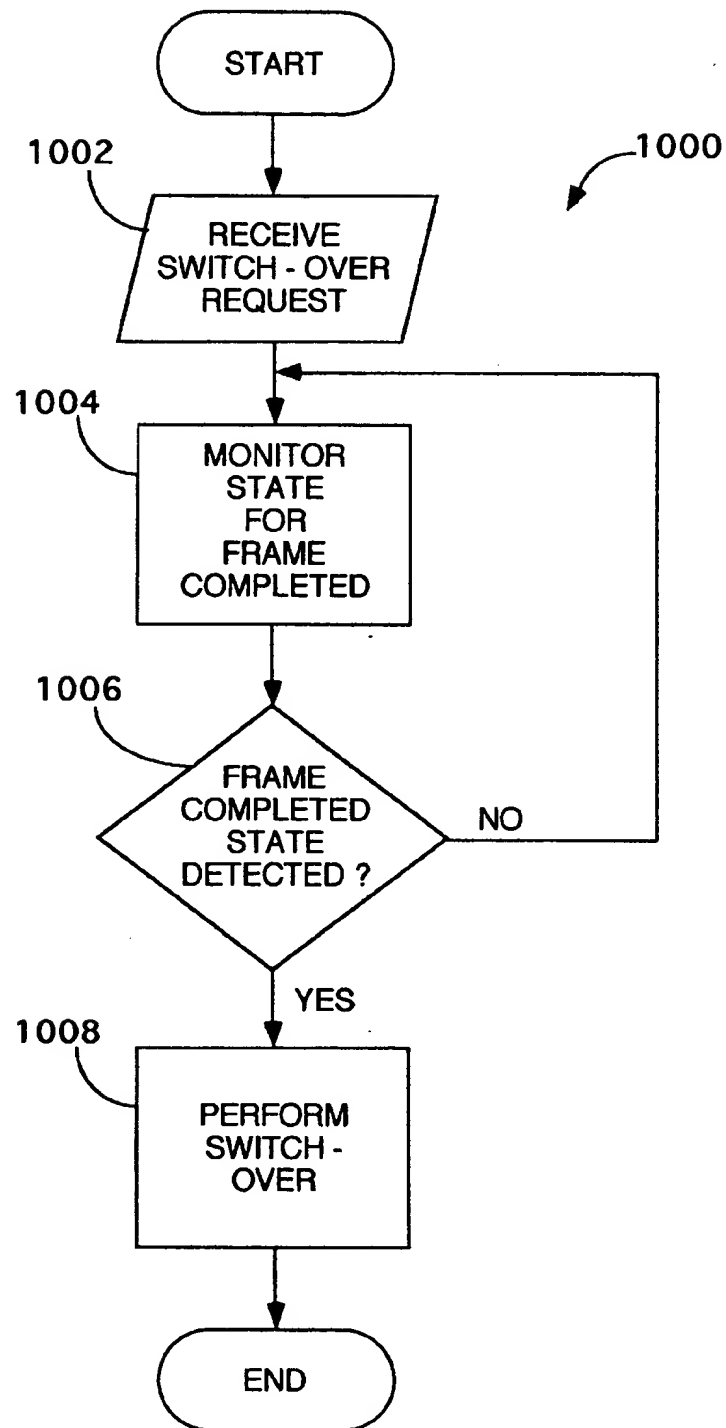 START
1002
1000
RECEIVE
SWITCH - OVER
REQUEST
1004
MONITOR
STATE
FOR
FRAME
COMPLETED
1006
FRAME
COMPLETED
STATE
DETECTED ?
NO
YES
1008
PERFORM
SWITCH -
OVER
END